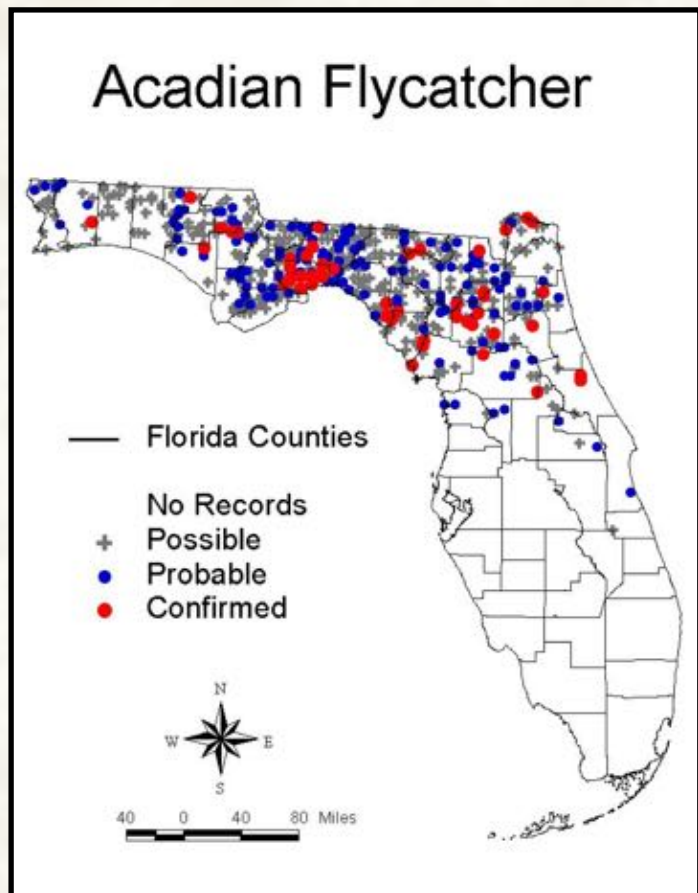 Acadian Flycatcher
Florida Counties
No Records
Possible
Probable
Confirmed
N
W E
S
40 0 40 80 Miles